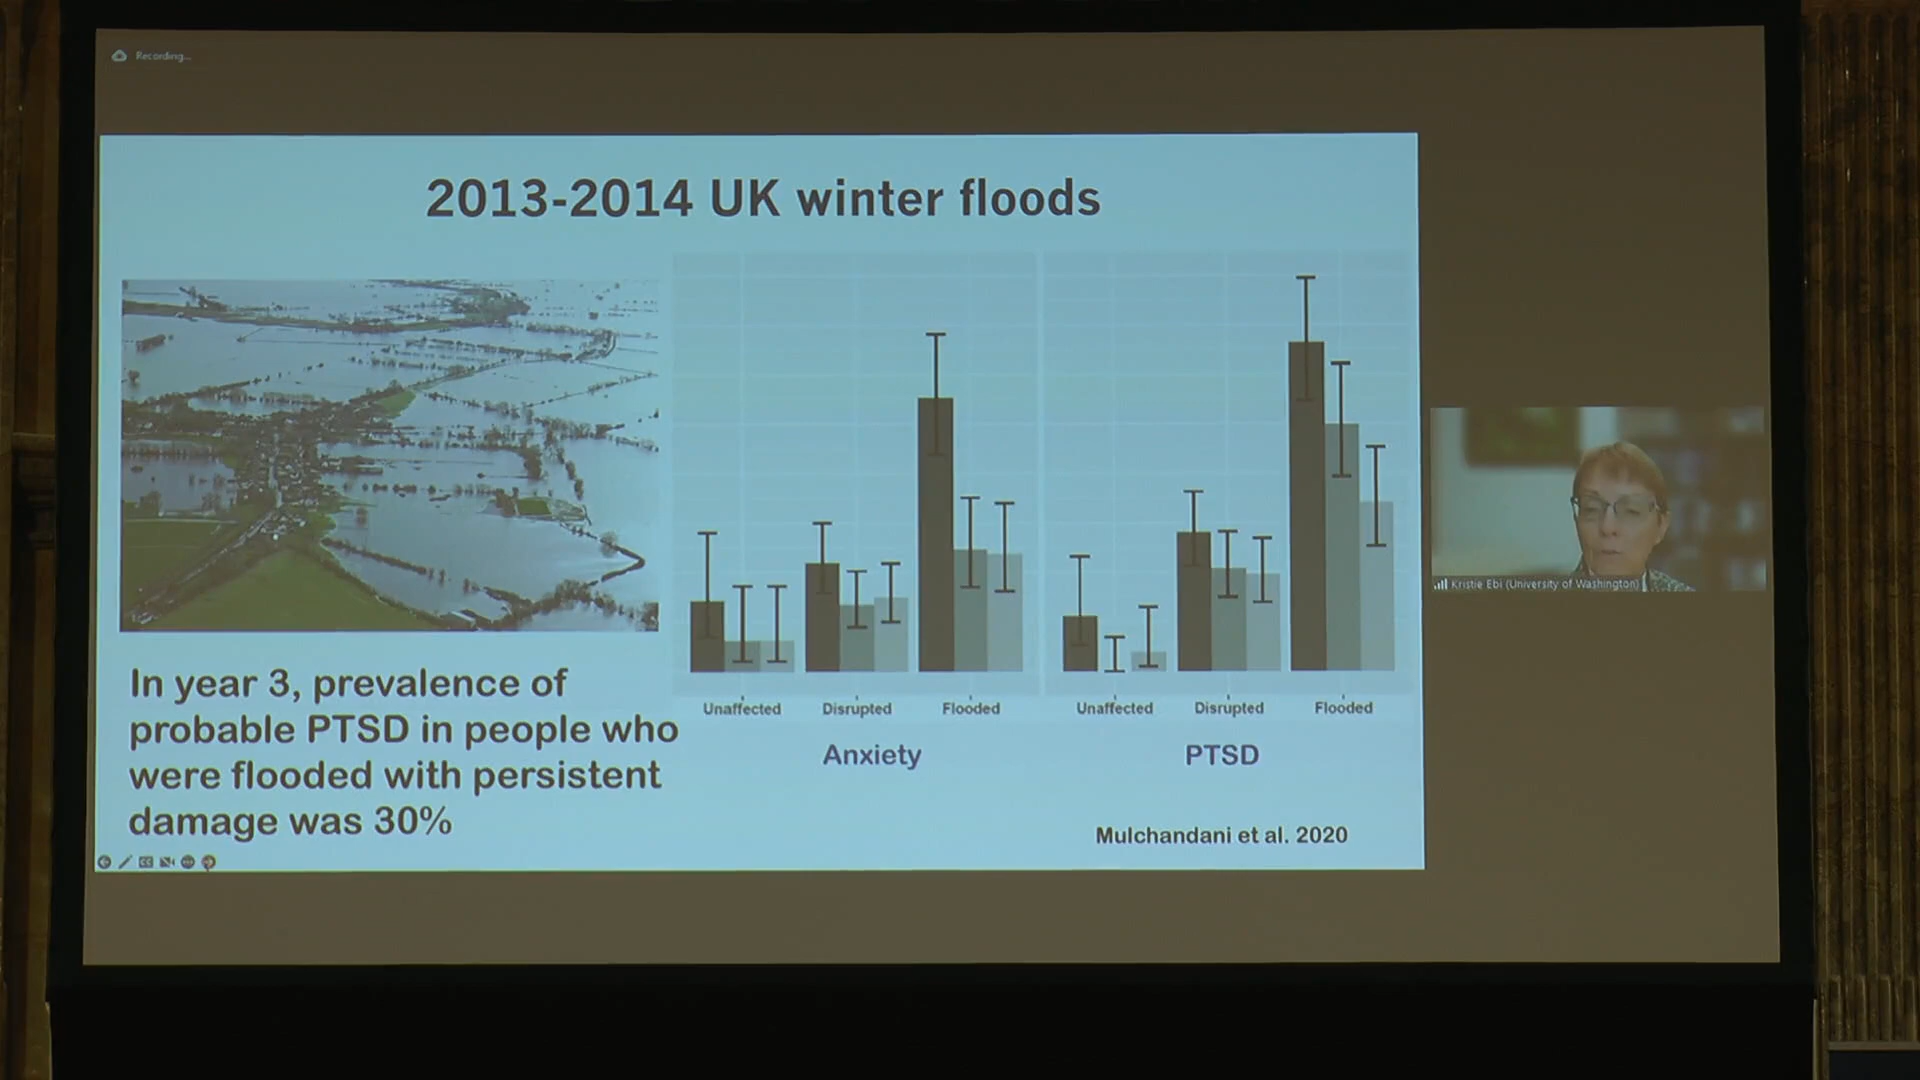 Recording...
2013-2014 UK winter floods
In year 3, prevalence of
probable PTSD in people who
were flooded with persistent
damage was 30%
Unaffected Disrupted Flooded
Anxiety
Unaffected Disrupted Flooded
PTSD
Mulchandani et al. 2020
Kristie Ebi (University of Washington)